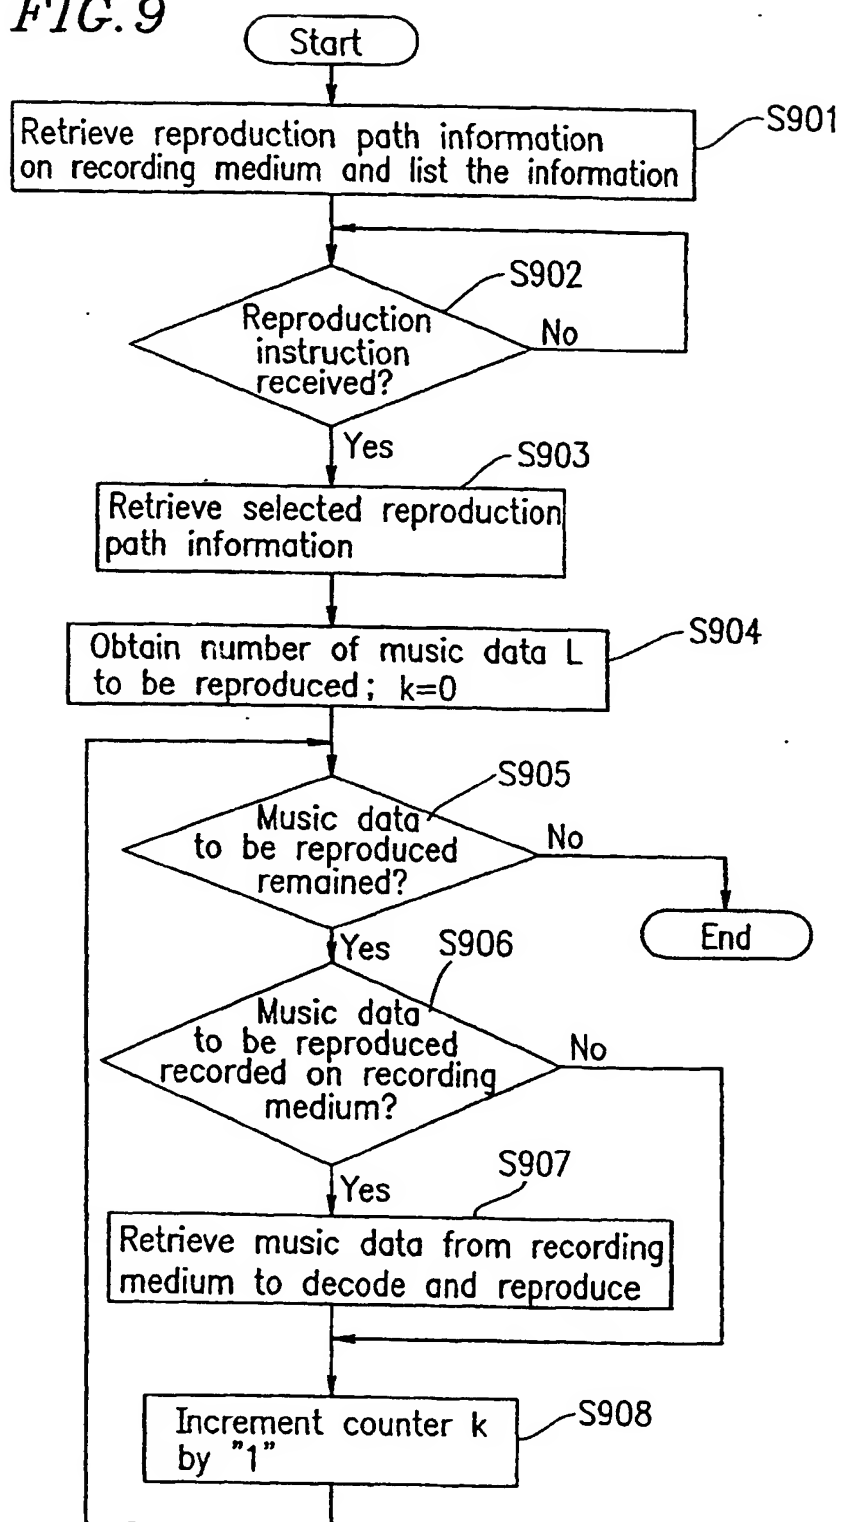 FIG. 9
Start
S901
Retrieve reproduction path information
on recording medium and list the information
S902
Reproduction
instruction
received?
No
Yes
S903
Retrieve selected reproduction
path information
S904
Obtain number of music data L
to be reproduced; k=0
S905
Music data
to be reproduced
remained?
No
End
Yes
S906
Music data
to be reproduced
recorded on recording
medium?
No
Yes
S907
Retrieve music data from recording
medium to decode and reproduce
S908
Increment counter k
by "1"